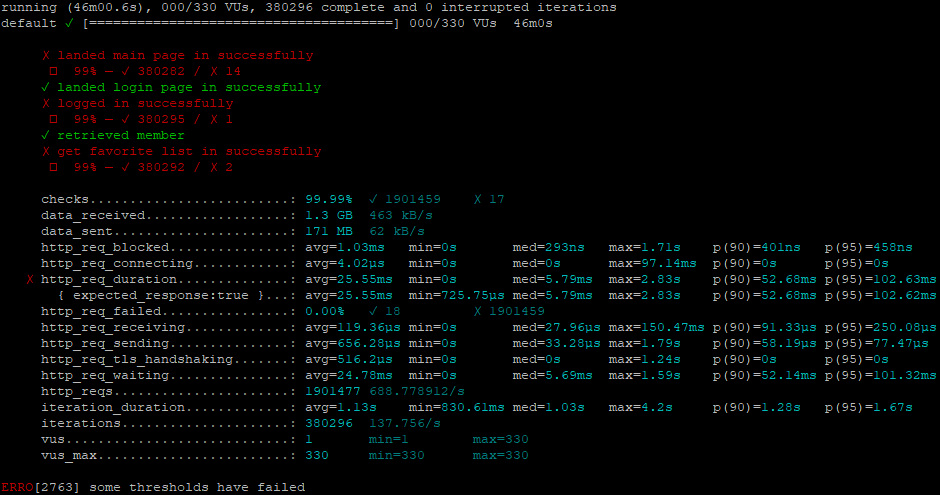 running (46m00.6s), 000/330 VUs, 380296 complete and 0 interrupted iterations
default ✓ [======================================] 000/330 VUs  46m0s

     ✗ landed main page in successfully
      □  99% — ✓ 380282 / ✗ 14
     ✓ landed login page in successfully
     ✗ logged in successfully
      □  99% — ✓ 380295 / ✗ 1
     ✓ retrieved member
     ✗ get favorite list in successfully
      □  99% — ✓ 380292 / ✗ 2

     checks.........................: 99.99%  ✓ 1901459     ✗ 17
     data_received..................: 1.3 GB  463 kB/s
     data_sent......................: 171 MB  62 kB/s
     http_req_blocked...............: avg=1.03ms   min=0s       med=293ns   max=1.71s    p(90)=401ns   p(95)=458ns
     http_req_connecting............: avg=4.02µs   min=0s       med=0s      max=97.14ms  p(90)=0s      p(95)=0s
   ✗ http_req_duration..............: avg=25.55ms  min=0s       med=5.79ms  max=2.83s    p(90)=52.68ms p(95)=102.63ms
       { expected_response:true }...: avg=25.55ms  min=725.75µs med=5.79ms  max=2.83s    p(90)=52.68ms p(95)=102.62ms
     http_req_failed................: 0.00%   ✓ 18          ✗ 1901459
     http_req_receiving.............: avg=119.36µs min=0s       med=27.96µs max=150.47ms p(90)=91.33µs p(95)=250.08µs
     http_req_sending...............: avg=656.28µs min=0s       med=33.28µs max=1.79s    p(90)=58.19µs p(95)=77.47µs
     http_req_tls_handshaking.......: avg=516.2µs  min=0s       med=0s      max=1.24s    p(90)=0s      p(95)=0s
     http_req_waiting...............: avg=24.78ms  min=0s       med=5.69ms  max=1.59s    p(90)=52.14ms p(95)=101.32ms
     http_reqs......................: 1901477 688.778912/s
     iteration_duration.............: avg=1.13s    min=830.61ms med=1.03s   max=4.2s     p(90)=1.28s   p(95)=1.67s
     iterations.....................: 380296  137.756/s
     vus............................: 1       min=1        max=330
     vus_max........................: 330     min=330      max=330

ERRO[2763] some thresholds have failed